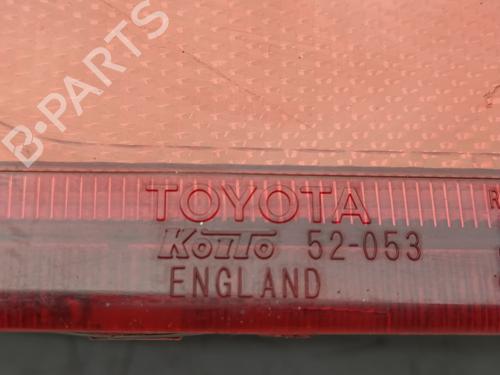 B-PARTS
TOYOTA
KOITO 52-053
ENGLAND
R